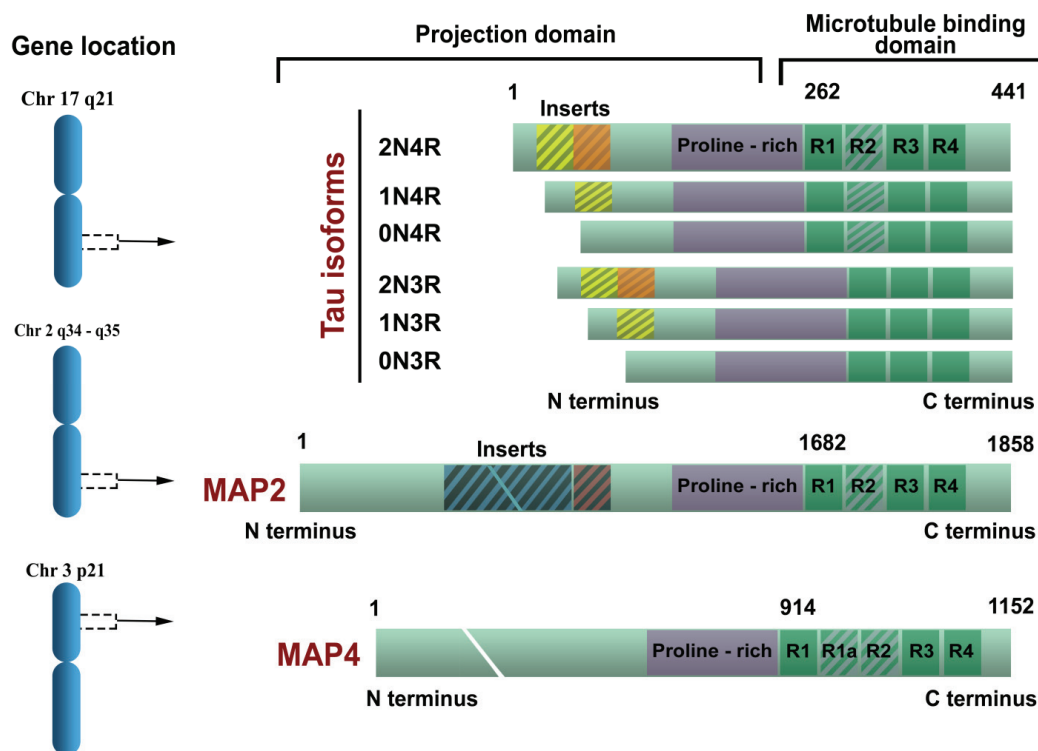 Gene location
Projection domain
Microtubule binding
domain
Chr 17 q21
1
262
441
Inserts
Tau isoforms
2N4R
Proline - rich
R1
R2
R3
R4
1N4R
0N4R
2N3R
1N3R
0N3R
N terminus
C terminus
Chr 2 q34 - q35
1
Inserts
1682
1858
MAP2
Proline - rich
R1
R2
R3
R4
N terminus
C terminus
Chr 3 p21
1
914
1152
MAP4
Proline - rich
R1
R1a
R2
R3
R4
N terminus
C terminus